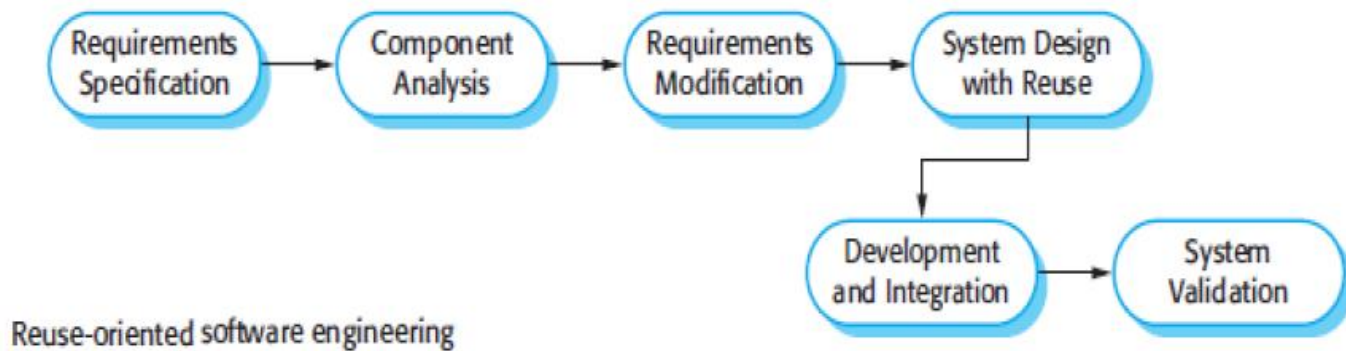 Requirements
Specification
Component
Analysis
Requirements
Modification
System Design
with Reuse
Development
and Integration
System
Validation
Reuse-oriented software engineering